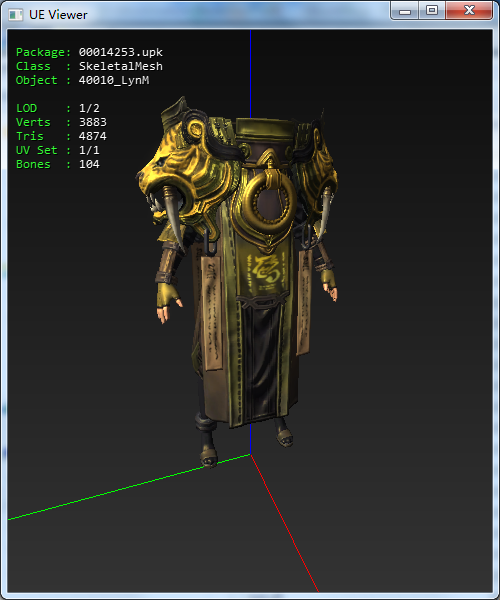 UE Viewer
Package: 00014253.upk
Class : SkeletalMesh
Object : 40010_LynM
LOD : 1/2
Verts : 3883
Tris : 4874
UV Set : 1/1
Bones : 104